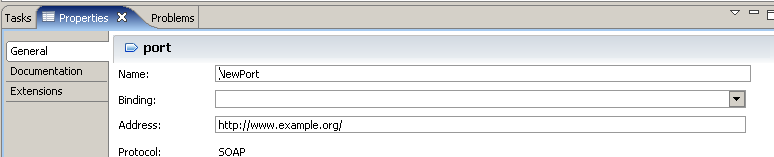 Tasks Properties Problems
General
Documentation
Extensions
port
Name: NewPort
Binding:
Address: http://www.example.org/
Protocol: SOAP